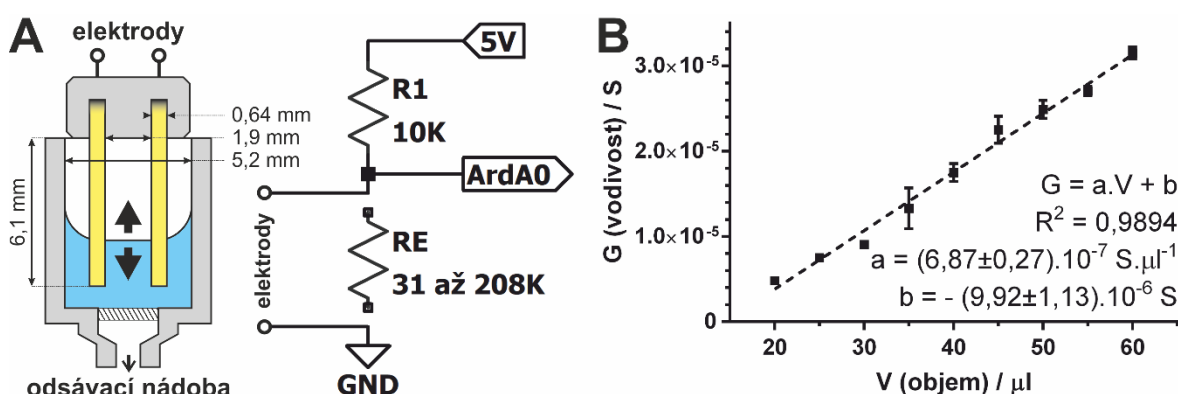 A
elektrody
0,64 mm
1,9 mm
5,2 mm
6,1 mm
odsávací nádoba
5V
R1
10K
ArdA0
elektrody
RE
31 až 208K
GND
B
G (vodivost) / S
3.0×10⁻⁵
2.0×10⁻⁵
1.0×10⁻⁵
0
G = a.V + b
R² = 0,9894
a = (6,87±0,27).10⁻⁷ S.µl⁻¹
b = - (9,92±1,13).10⁻⁶ S
20 30 40 50 60
V (objem) / µl